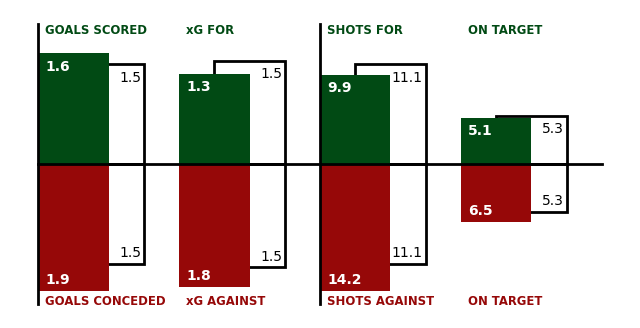 GOALS SCORED xG FOR SHOTS FOR ON TARGET
1.6 1.5 1.3 1.5 9.9 11.1 5.1 5.3
1.9 1.5 1.8 1.5 14.2 11.1 6.5 5.3
GOALS CONCEDED xG AGAINST SHOTS AGAINST ON TARGET